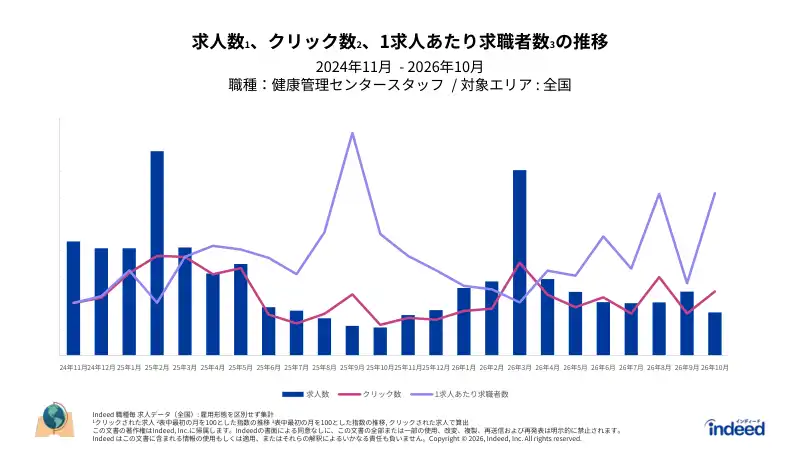 求人数1、クリック数2、1求人あたり求職者数3の推移
2024年11月 - 2026年10月
職種：健康管理センタースタッフ / 対象エリア : 全国
24年11月 24年12月 25年1月 25年2月 25年3月 25年4月 25年5月 25年6月 25年7月 25年8月 25年9月 25年10月 25年11月 25年12月 26年1月 26年2月 26年3月 26年4月 26年5月 26年6月 26年7月 26年8月 26年9月 26年10月
求人数 クリック数 1求人あたり求職者数
Indeed 職種毎 求人データ（全国）: 雇用形態を区別せず集計
¹クリックされた求人 ²表中最初の月を100とした指数の推移 ³表中最初の月を100とした指数の推移, クリックされた求人で算出
この文書の著作権はIndeed, Inc.に帰属します。Indeedの書面による同意なしに、この文書の全部または一部の使用、改変、複製、再送信および再発表は明示的に禁止されます。
Indeed はこの文書に含まれる情報の使用もしくは適用、またはそれらの解釈によるいかなる責任も負いません。Copyright © 2026, Indeed, Inc. All rights reserved.
インディード
indeed